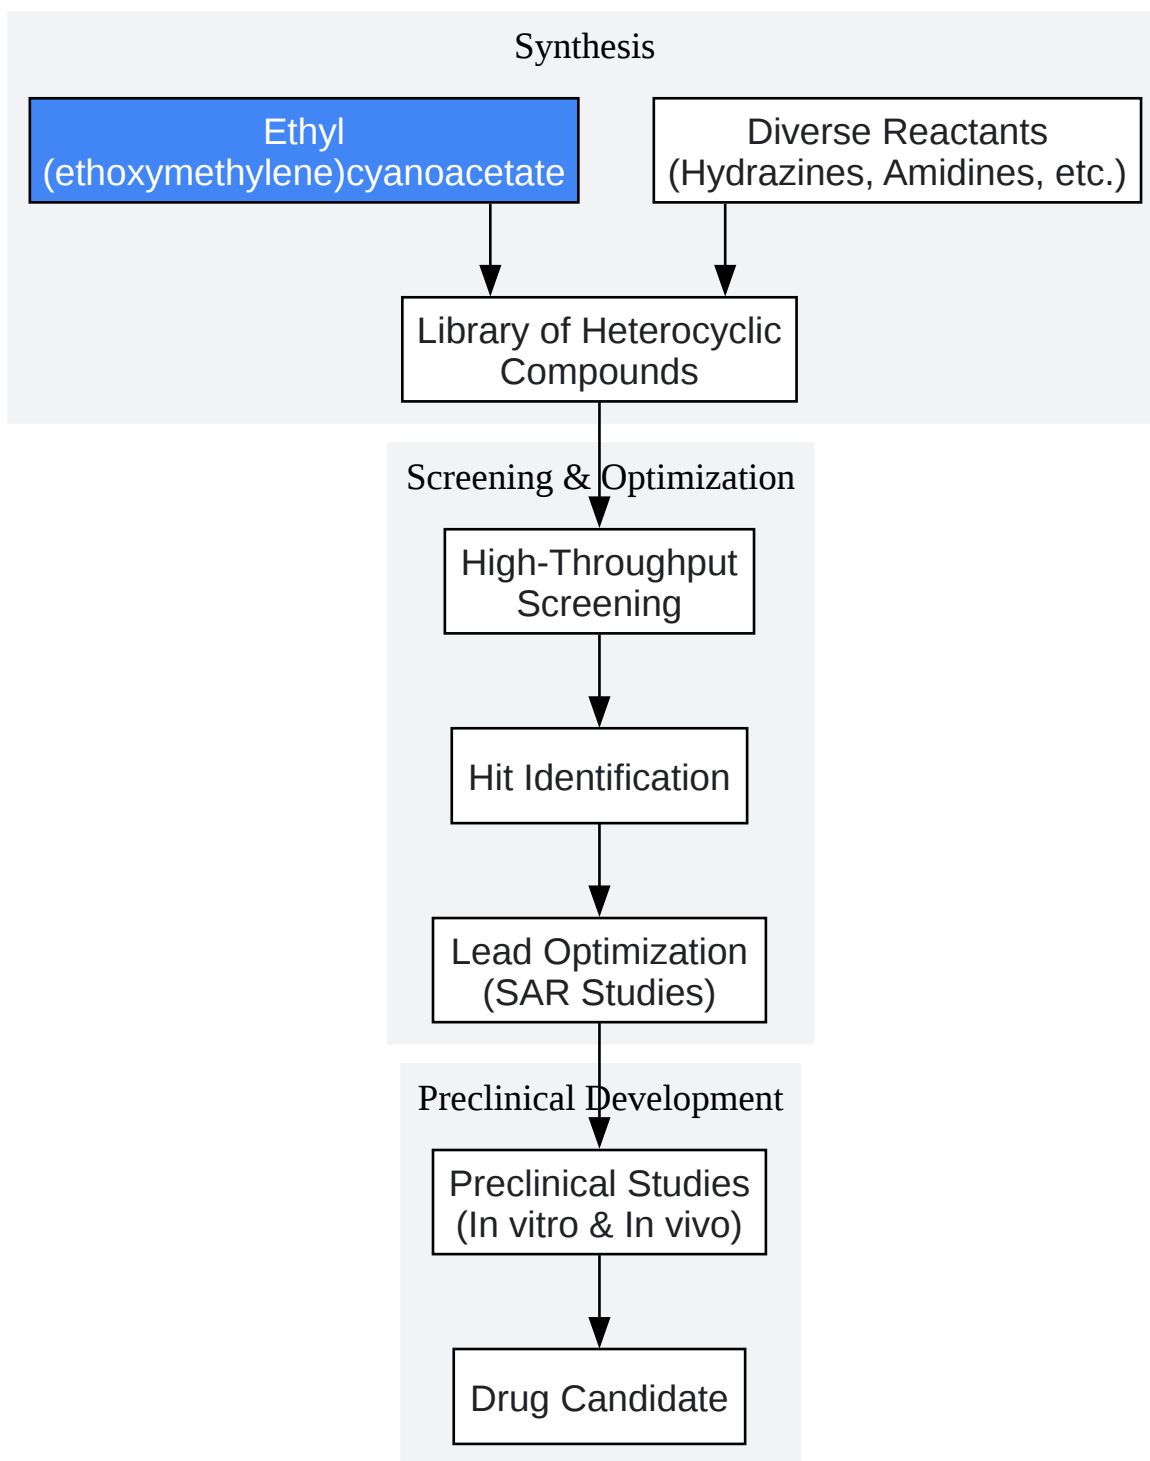 Synthesis
Ethyl
(ethoxymethylene)cyanoacetate
Diverse Reactants
(Hydrazines, Amidines, etc.)
Library of Heterocyclic
Compounds
Screening & Optimization
High-Throughput
Screening
Hit Identification
Lead Optimization
(SAR Studies)
Preclinical Development
Preclinical Studies
(In vitro & In vivo)
Drug Candidate